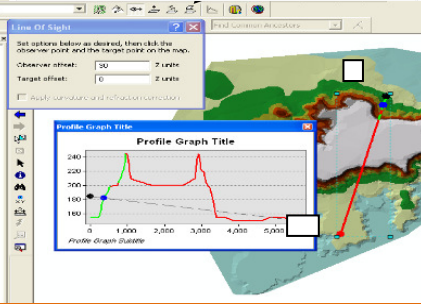 Find Common Ancestors
Line Of Sight
Set options below as desired, then click the
observer point and the target point on the map.
Observer offset: 30 Z units
Target offset: 0 Z units
Apply curvature and refraction correction
Profile Graph Title
Profile Graph Title
240
220
200
180
160
0 1,000 2,000 3,000 4,000 5,000
Profile Graph Subtitle